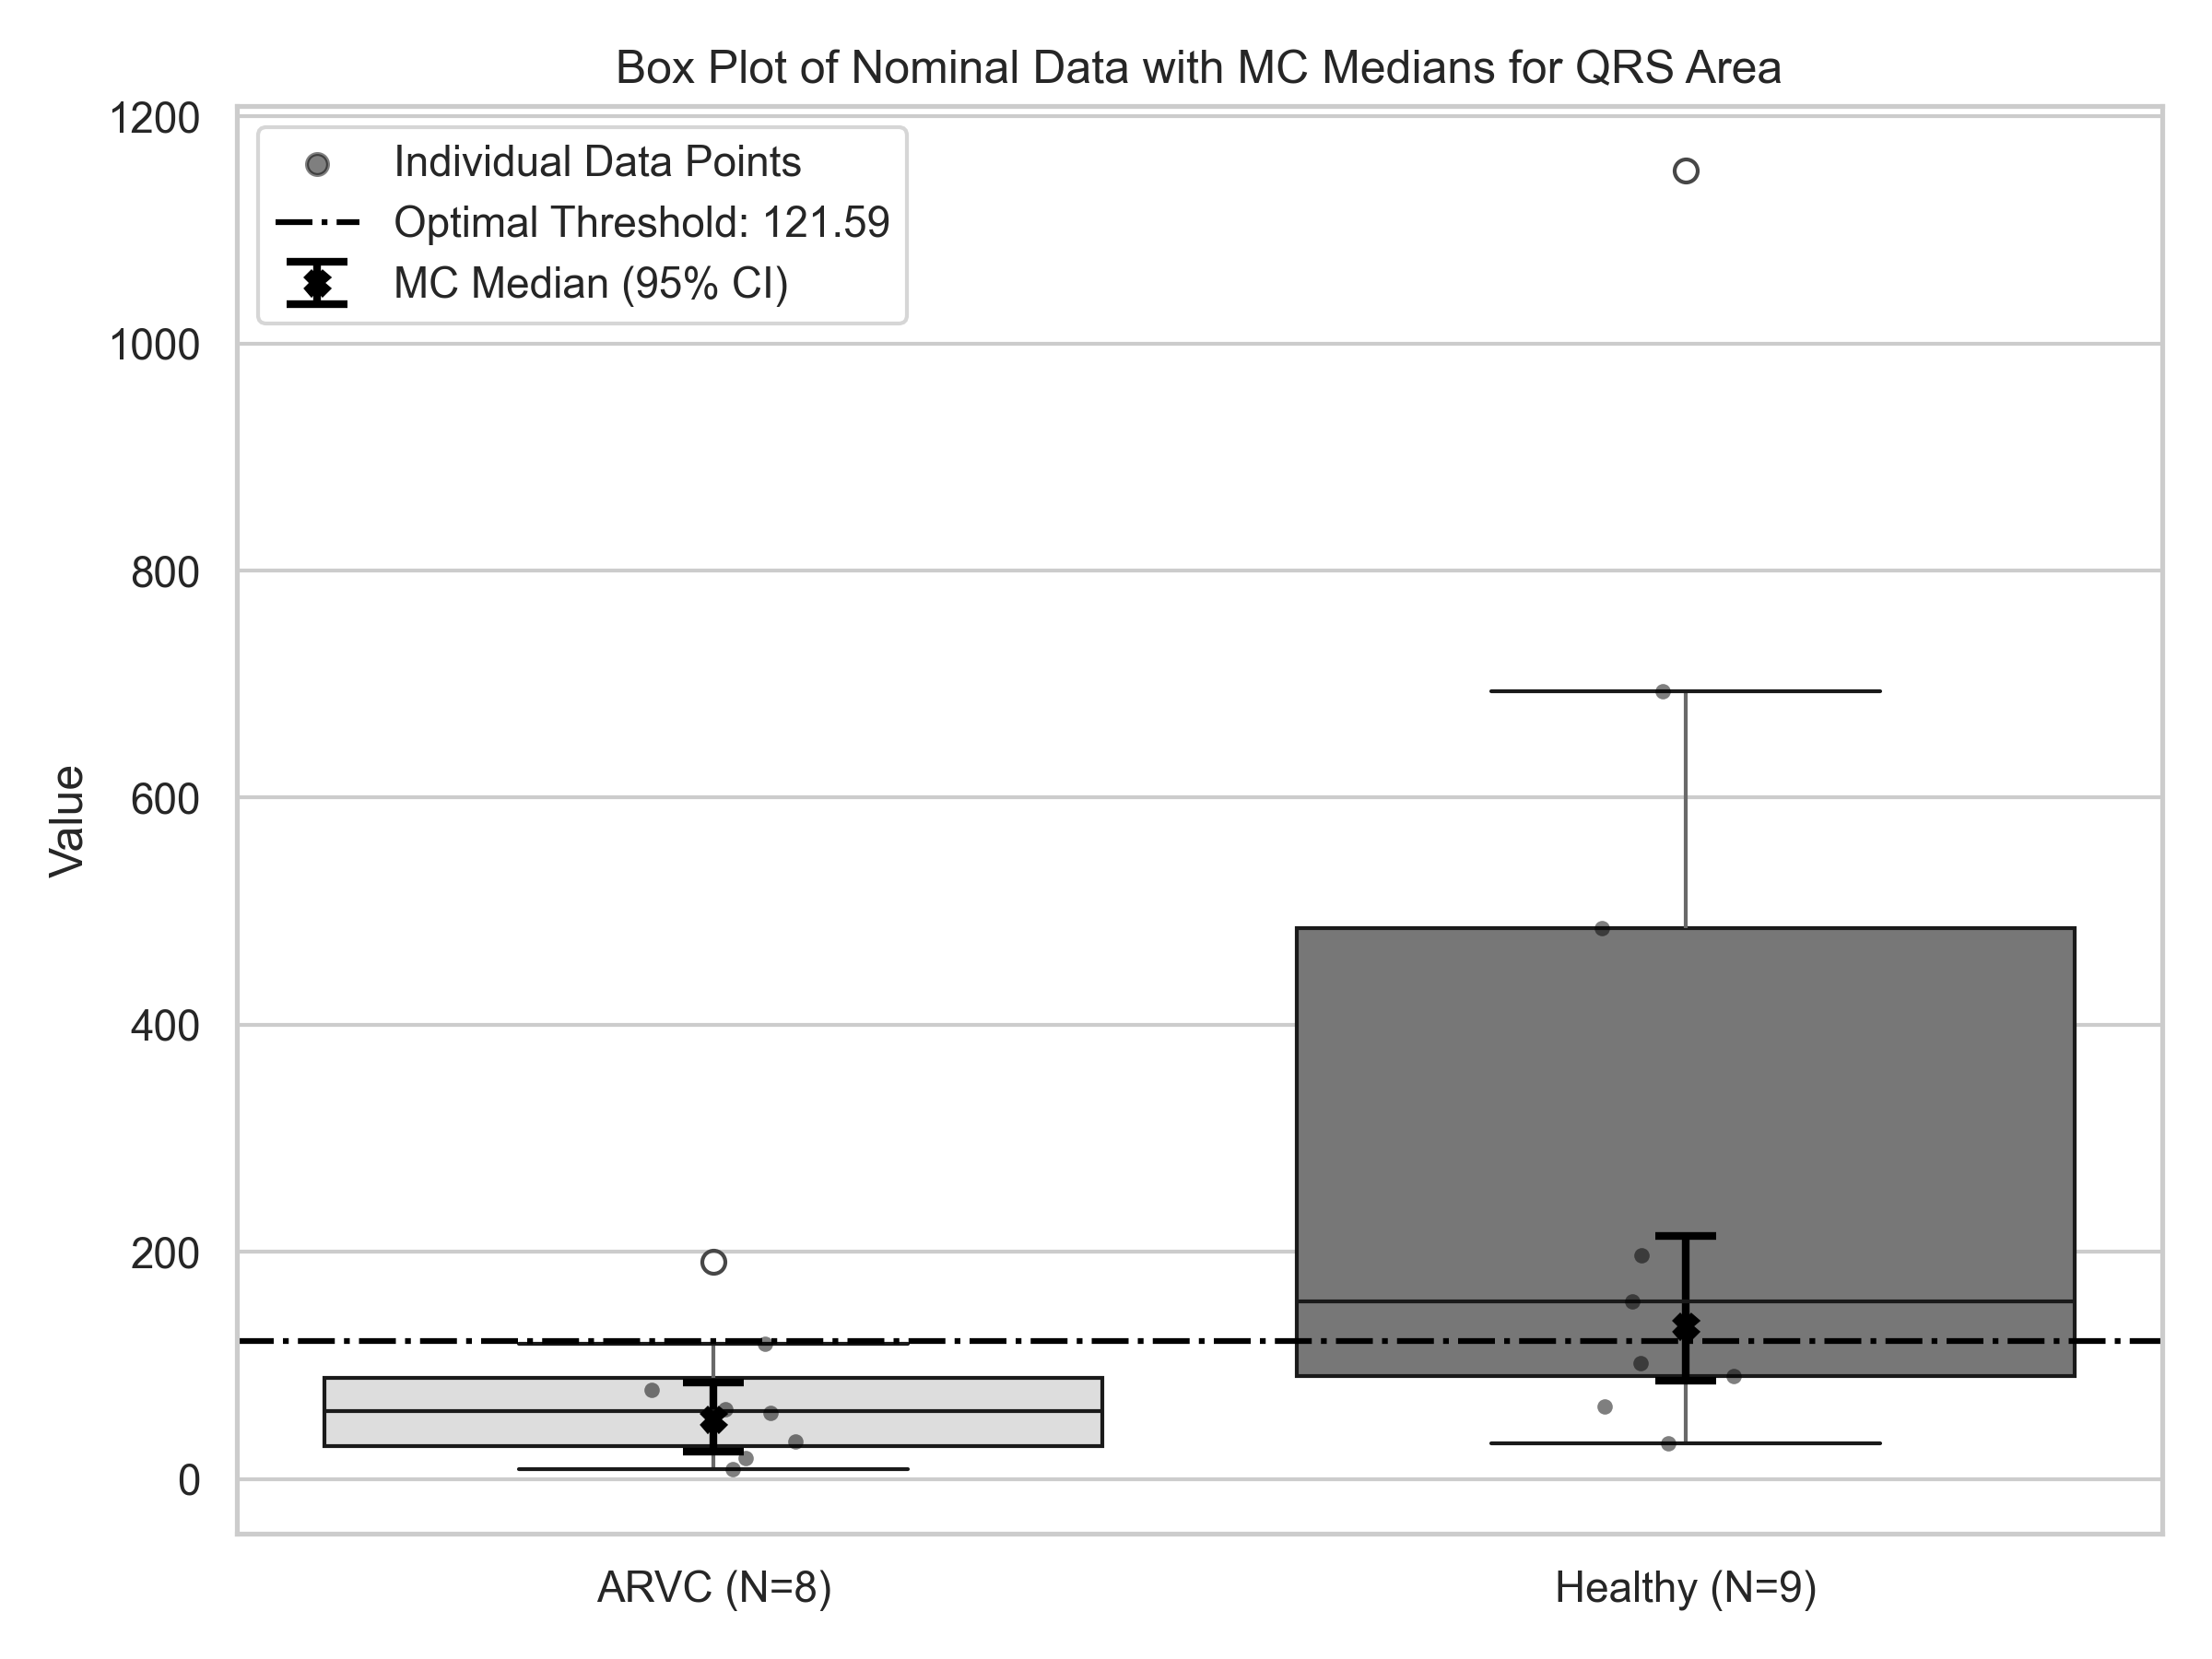 Box Plot of Nominal Data with MC Medians for QRS Area
1200
1000
800
600
400
200
0
Value
Individual Data Points
Optimal Threshold: 121.59
MC Median (95% CI)
ARVC (N=8)
Healthy (N=9)